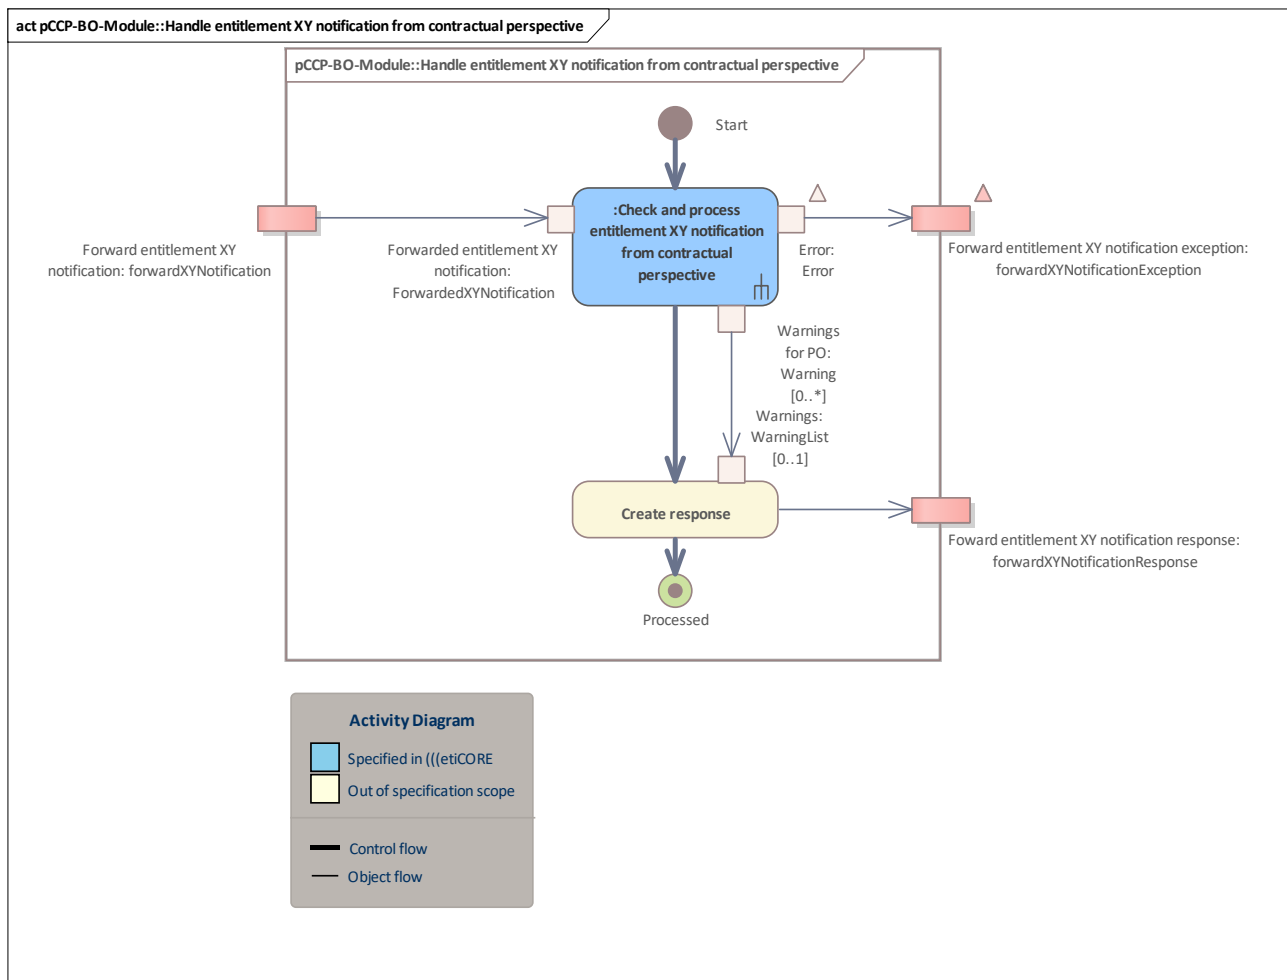 act pCCP-BO-Module::Handle entitlement XY notification from contractual perspective
pCCP-BO-Module::Handle entitlement XY notification from contractual perspective
Start
:Check and process
entitlement XY notification
from contractual
perspective
Forward entitlement XY
notification: forwardXYNotification
Forwarded entitlement XY
notification:
ForwardedXYNotification
Error:
Error
Forward entitlement XY notification exception:
forwardXYNotificationException
Warnings
for PO:
Warning
[0..*]
Warnings:
WarningList
[0..1]
Create response
Foward entitlement XY notification response:
forwardXYNotificationResponse
Processed
Activity Diagram
Specified in (((etiCORE
Out of specification scope
Control flow
Object flow